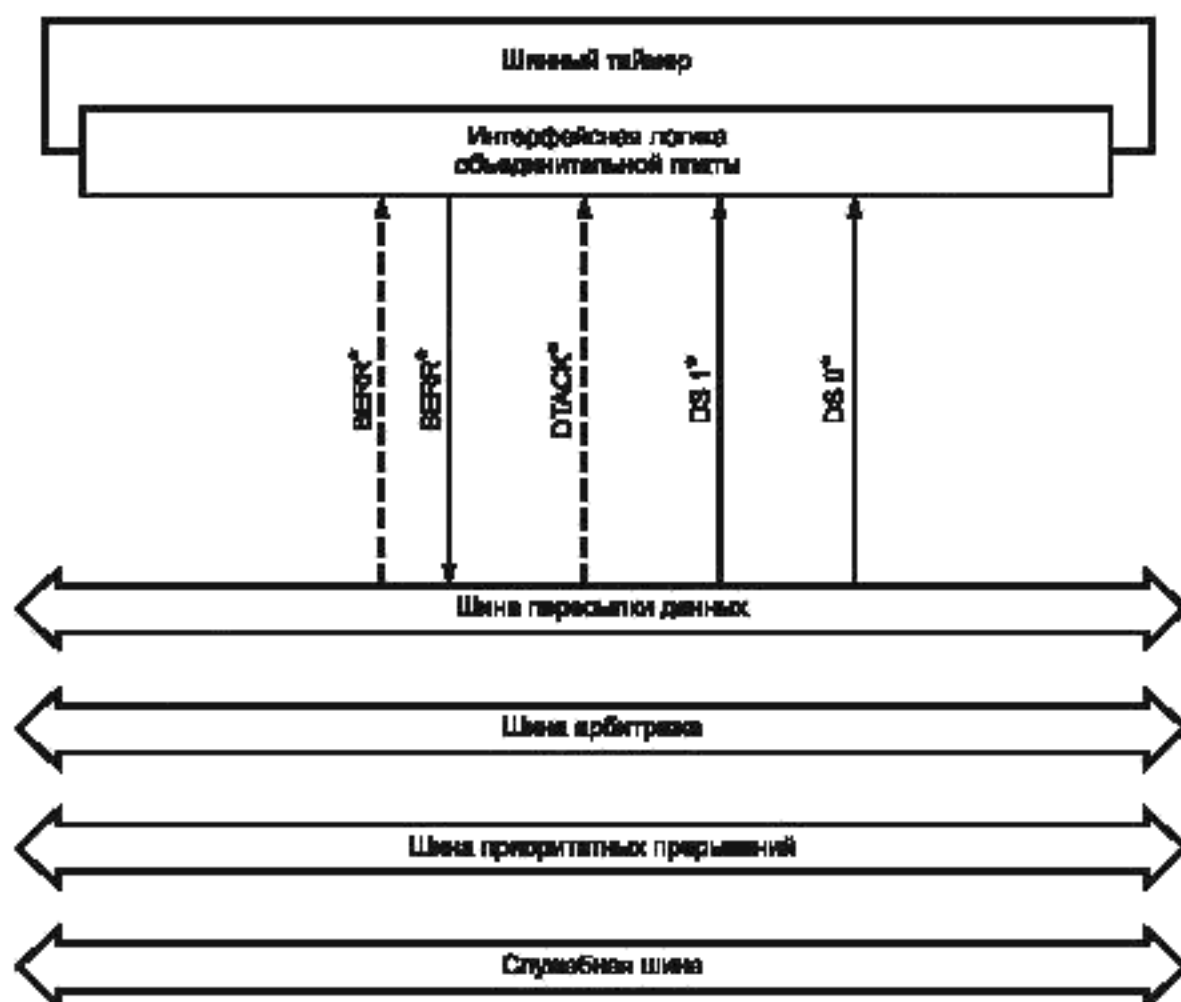 Шинный таймер
Интерфейсная логика
объединительной платы
BERR*
BERR*
DTACK*
DS 1*
DS 0*
Шина пересылки данных
Шина арбитража
Шина приоритетных прерываний
Служебная шина